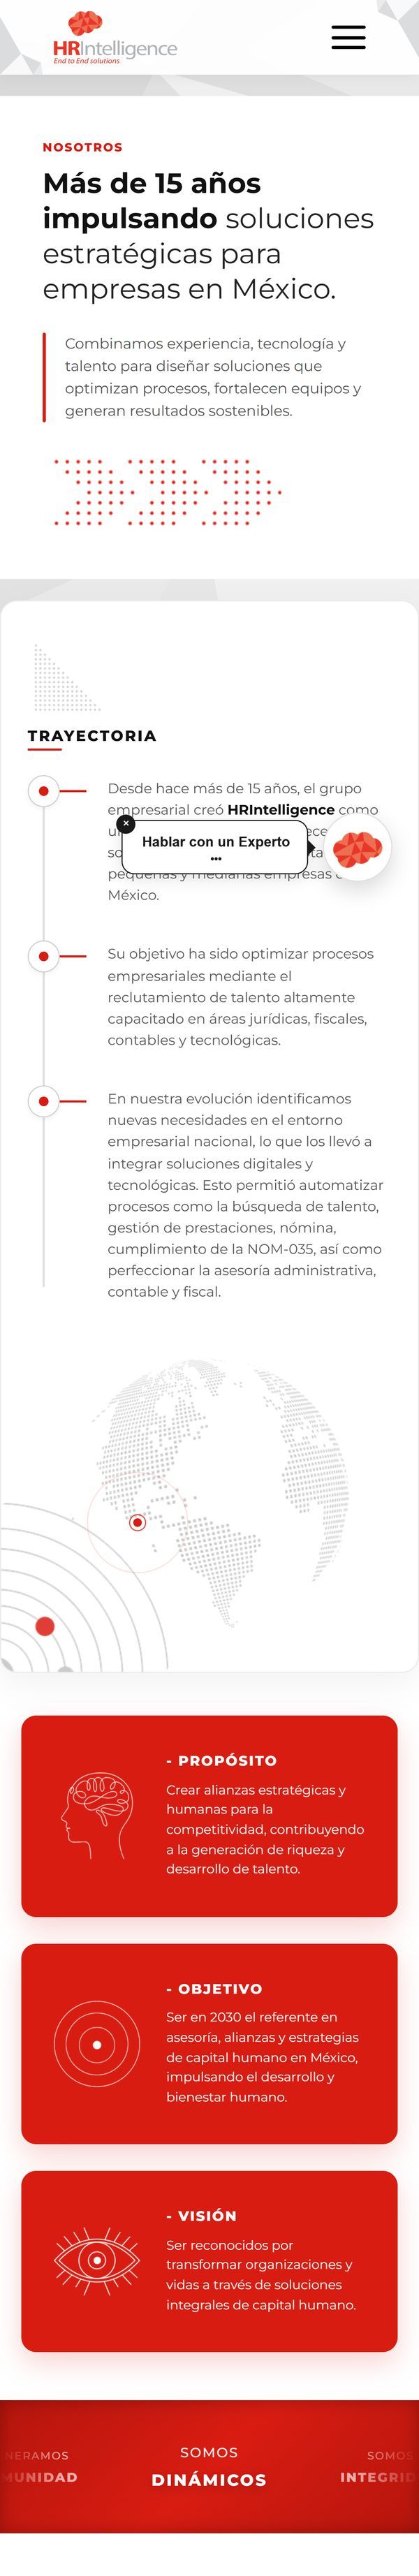 HRIntelligence
End to End solutions
NOSOTROS
Más de 15 años
impulsando soluciones
estratégicas para
empresas en México.
Combinamos experiencia, tecnología y
talento para diseñar soluciones que
optimizan procesos, fortalecen equipos y
generan resultados sostenibles.
TRAYECTORIA
Desde hace más de 15 años, el grupo
empresarial creó HRIntelligence como
Hablar con un Experto
pequeñas y medianas empresas
México.
Su objetivo ha sido optimizar procesos
empresariales mediante el
reclutamiento de talento altamente
capacitado en áreas jurídicas, fiscales,
contables y tecnológicas.
En nuestra evolución identificamos
nuevas necesidades en el entorno
empresarial nacional, lo que los llevó a
integrar soluciones digitales y
tecnológicas. Esto permitió automatizar
procesos como la búsqueda de talento,
gestión de prestaciones, nómina,
cumplimiento de la NOM-035, así como
perfeccionar la asesoría administrativa,
contable y fiscal.
- PROPÓSITO
Crear alianzas estratégicas y
humanas para la
competitividad, contribuyendo
a la generación de riqueza y
desarrollo de talento.
- OBJETIVO
Ser en 2030 el referente en
asesoría, alianzas y estrategias
de capital humano en México,
impulsando el desarrollo y
bienestar humano.
- VISIÓN
Ser reconocidos por
transformar organizaciones y
vidas a través de soluciones
integrales de capital humano.
NERAMOS
MUNIDAD
SOMOS
DINÁMICOS
SOMOS
INTEGRID